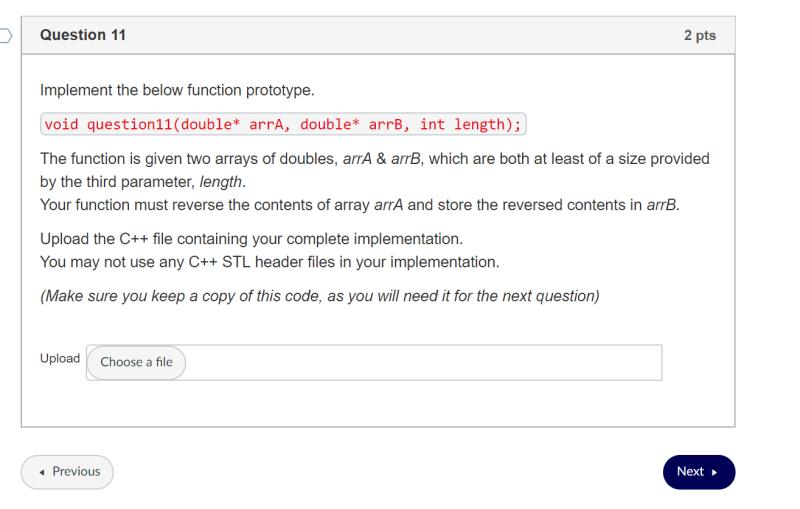 Question 11
2 pts
Implement the below function prototype.
void question11(double* arrA, double* arrB, int length);
The function is given two arrays of doubles, arrA & arrB, which are both at least of a size provided
by the third parameter, length.
Your function must reverse the contents of array arrA and store the reversed contents in arrB.
Upload the C++ file containing your complete implementation.
You may not use any C++ STL header files in your implementation.
(Make sure you keep a copy of this code, as you will need it for the next question)
Upload
Choose a file
Previous
Next